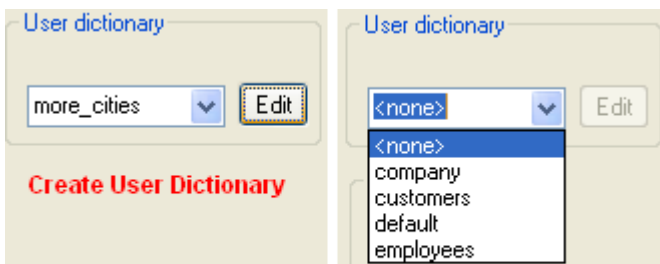 User dictionary
more_cities
Edit
Create User Dictionary
User dictionary
<none>
Edit
<none>
company
customers
default
employees